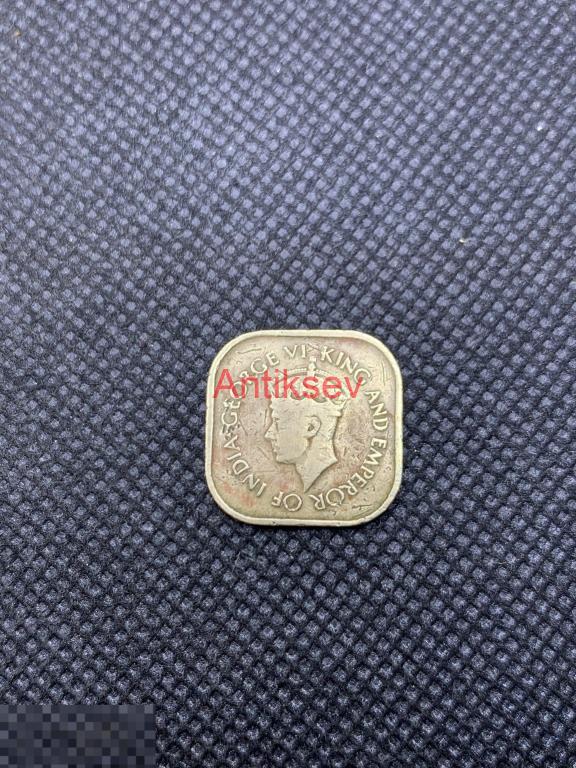 GEORGE VI KING AND EMPEROR OF INDIA
Antiksev